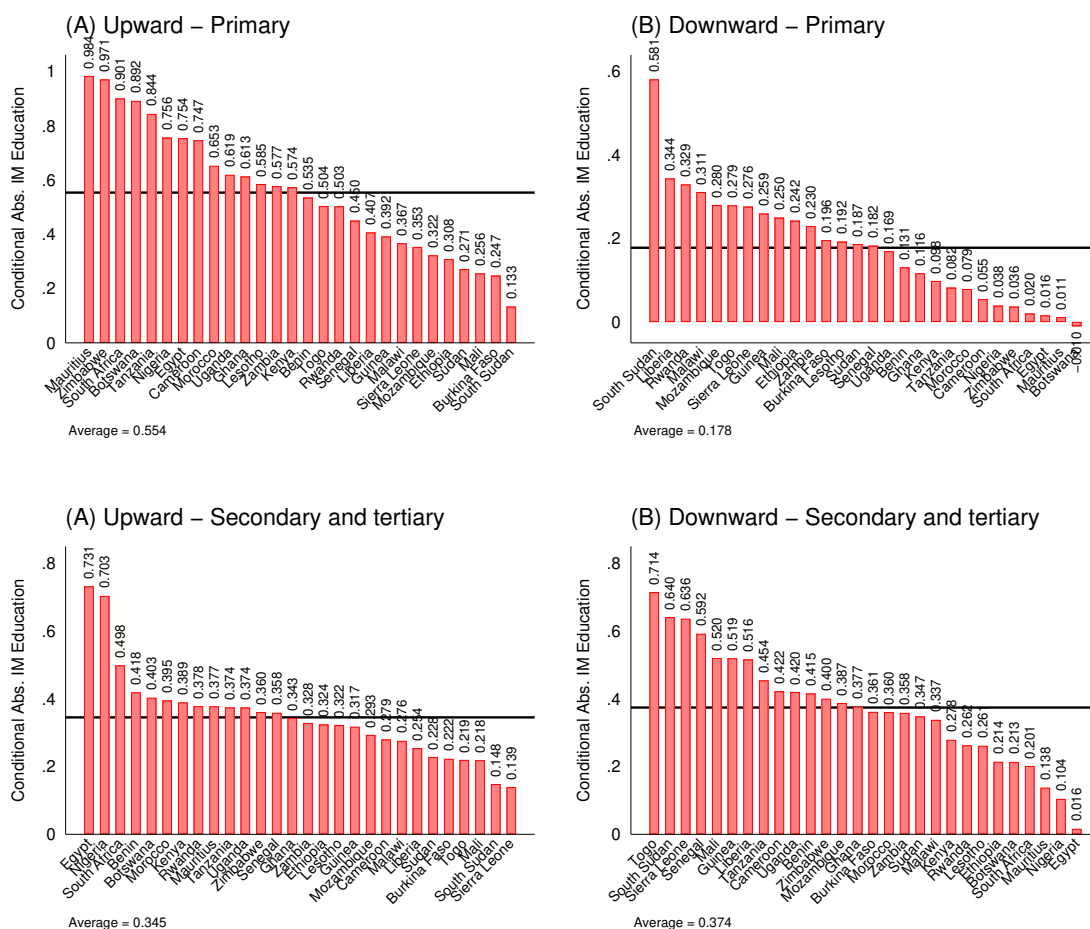 (A) Upward − Primary
Conditional Abs. IM Education
1
.8
.6
.4
.2
0
0.984
0.971
0.901
0.892
0.844
0.756
0.754
0.747
0.653
0.619
0.613
0.585
0.577
0.574
0.535
0.504
0.503
0.450
0.407
0.392
0.367
0.353
0.322
0.308
0.271
0.256
0.247
0.133
Mauritius
Zimbabwe
South Africa
Botswana
Tanzania
Nigeria
Egypt
Cameroon
Morocco
Uganda
Ghana
Lesotho
Zambia
Kenya
Benin
Togo
Rwanda
Senegal
Liberia
Guinea
Malawi
Sierra Leone
Mozambique
Ethiopia
Sudan
Mali
Burkina Faso
South Sudan
Average = 0.554
(B) Downward − Primary
Conditional Abs. IM Education
.6
.4
.2
0
0.581
0.344
0.329
0.311
0.280
0.279
0.276
0.259
0.250
0.242
0.230
0.196
0.192
0.187
0.182
0.169
0.131
0.116
0.098
0.082
0.079
0.055
0.038
0.036
0.020
0.016
0.011
−0.010
South Sudan
Liberia
Rwanda
Malawi
Mozambique
Togo
Sierra Leone
Guinea
Mali
Ethiopia
Zambia
Burkina Faso
Lesotho
Sudan
Senegal
Uganda
Benin
Ghana
Kenya
Tanzania
Morocco
Cameroon
Nigeria
Zimbabwe
South Africa
Egypt
Mauritius
Botswana
Average = 0.178
(A) Upward − Secondary and tertiary
Conditional Abs. IM Education
.8
.6
.4
.2
0
0.731
0.703
0.498
0.418
0.403
0.395
0.389
0.378
0.377
0.374
0.374
0.360
0.358
0.343
0.328
0.324
0.322
0.317
0.293
0.279
0.276
0.254
0.228
0.222
0.219
0.218
0.148
0.139
Egypt
Nigeria
South Africa
Benin
Botswana
Morocco
Kenya
Rwanda
Mauritius
Tanzania
Uganda
Zimbabwe
Senegal
Ghana
Zambia
Ethiopia
Lesotho
Guinea
Mozambique
Cameroon
Malawi
Liberia
Sudan
Burkina Faso
Togo
Mali
South Sudan
Sierra Leone
Average = 0.345
(B) Downward − Secondary and tertiary
Conditional Abs. IM Education
.8
.6
.4
.2
0
0.714
0.640
0.636
0.592
0.520
0.519
0.516
0.454
0.422
0.420
0.415
0.400
0.387
0.377
0.361
0.360
0.358
0.347
0.337
0.278
0.262
0.261
0.214
0.213
0.201
0.138
0.104
0.016
Togo
South Sudan
Sierra Leone
Senegal
Mali
Guinea
Liberia
Tanzania
Cameroon
Uganda
Benin
Zimbabwe
Mozambique
Ghana
Burkina Faso
Morocco
Zambia
Sudan
Malawi
Kenya
Rwanda
Lesotho
Ethiopia
Botswana
South Africa
Mauritius
Nigeria
Egypt
Average = 0.374